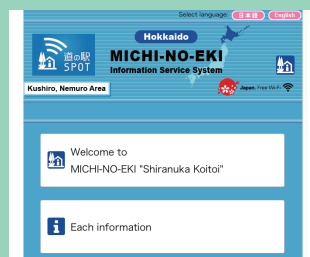 Select language: 日本語 English
Hokkaido
道の駅
SPOT
MICHI-NO-EKI
Information Service System
Kushiro, Nemuro Area
Japan. Free Wi-Fi
Welcome to
MICHI-NO-EKI "Shiranuka Koitoi"
i
Each information